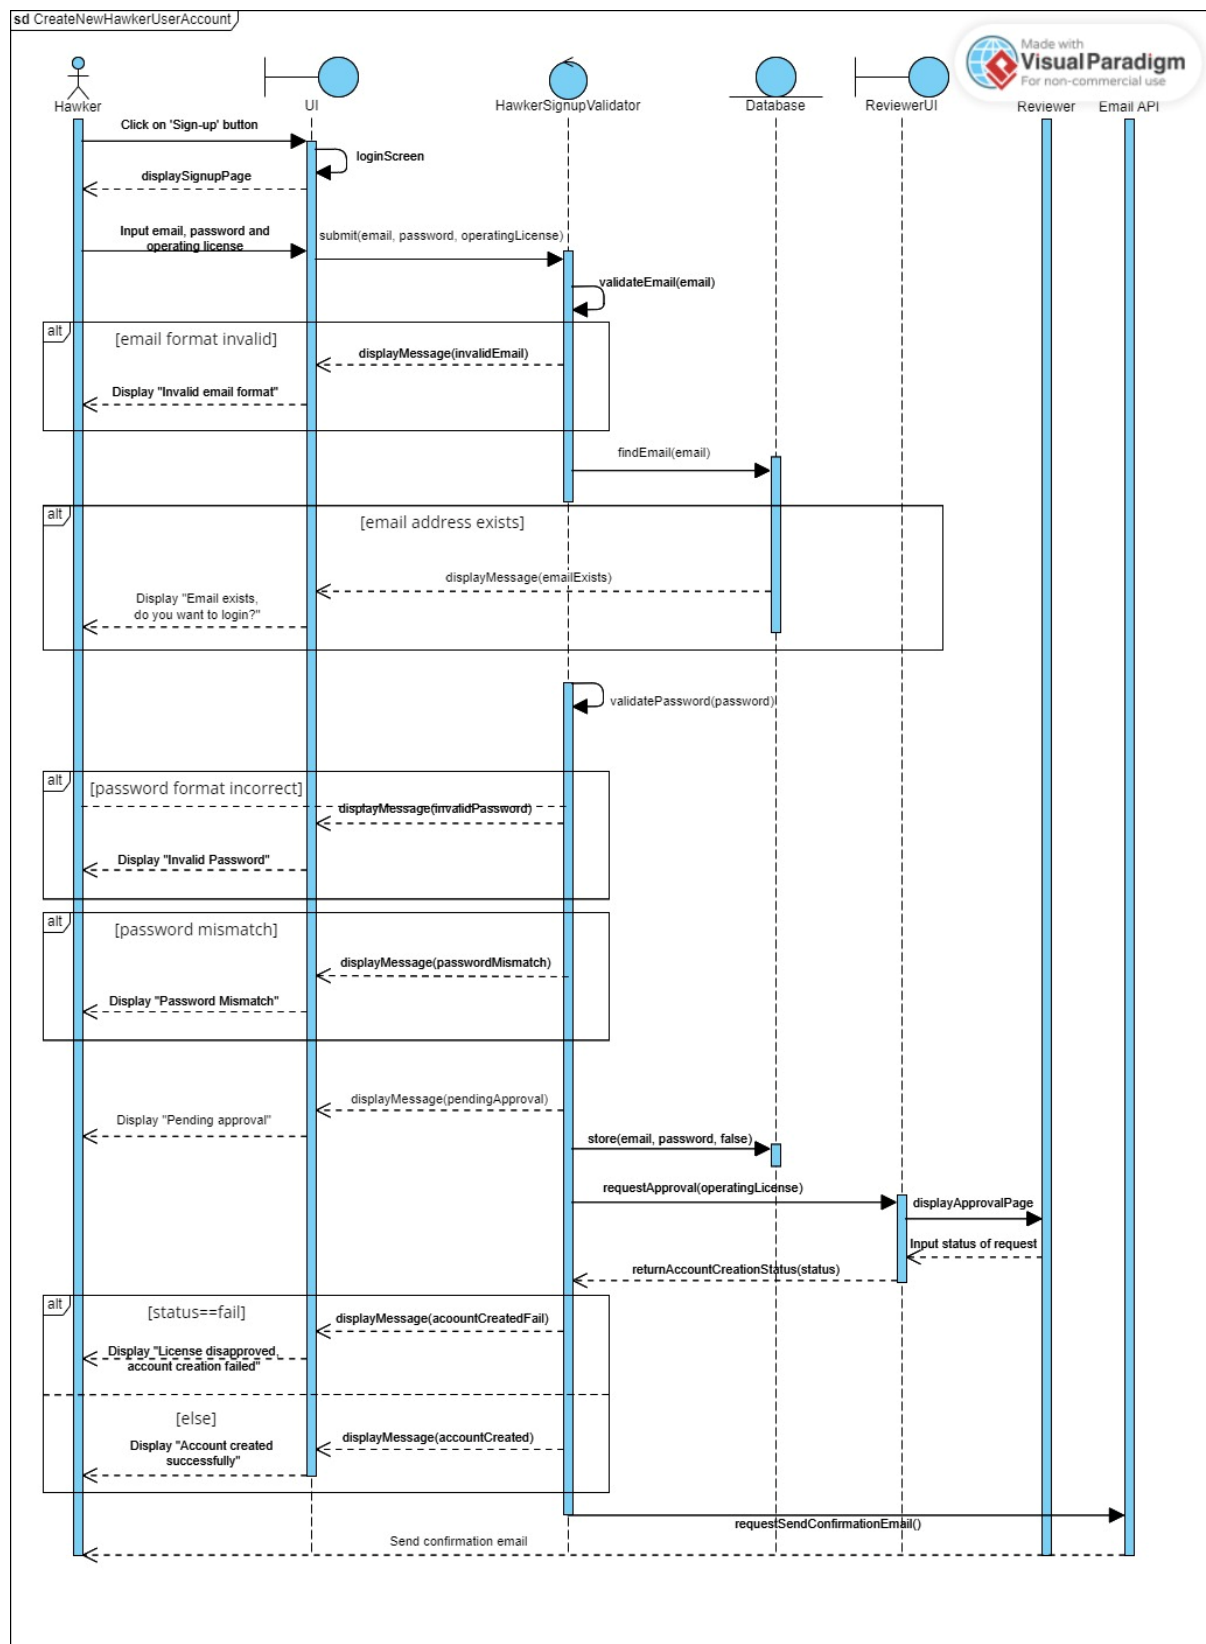 sd CreateNewHawkerUserAccount
Made with
Visual Paradigm
For non-commercial use
Hawker
UI
HawkerSignupValidator
Database
ReviewerUI
Reviewer
Email API
Click on 'Sign-up' button
loginScreen
displaySignupPage
Input email, password and
operating license
submit(email, password, operatingLicense)
validateEmail(email)
alt
[email format invalid]
displayMessage(invalidEmail)
Display "Invalid email format"
findEmail(email)
alt
[email address exists]
displayMessage(emailExists)
Display "Email exists,
do you want to login?"
validatePassword(password)
alt
[password format incorrect]
displayMessage(invalidPassword)
Display "Invalid Password"
alt
[password mismatch]
displayMessage(passwordMismatch)
Display "Password Mismatch"
displayMessage(pendingApproval)
Display "Pending approval"
store(email, password, false)
requestApproval(operatingLicense)
displayApprovalPage
Input status of request
returnAccountCreationStatus(status)
alt
[status==fail]
displayMessage(acoountCreatedFail)
Display "License disapproved,
account creation failed"
[else]
displayMessage(accountCreated)
Display "Account created
successfully"
requestSendConfirmationEmail()
Send confirmation email